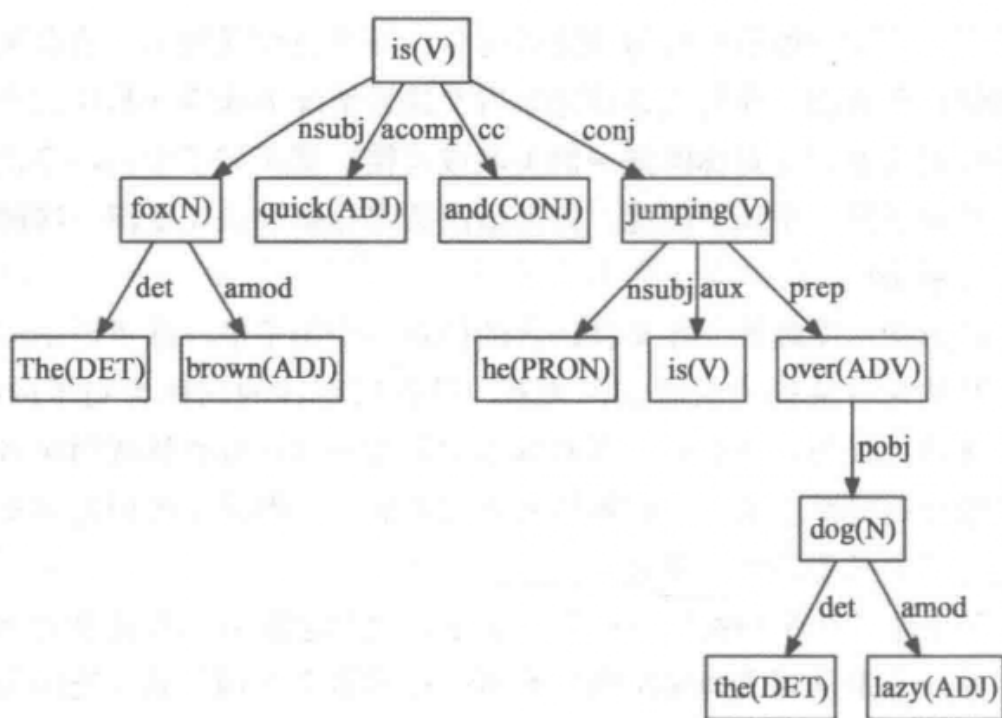 is(V)
nsubj acomp cc conj
fox(N) quick(ADJ) and(CONJ) jumping(V)
det amod nsubj aux prep
The(DET) brown(ADJ) he(PRON) is(V) over(ADV)
pobj
dog(N)
det amod
the(DET) lazy(ADJ)